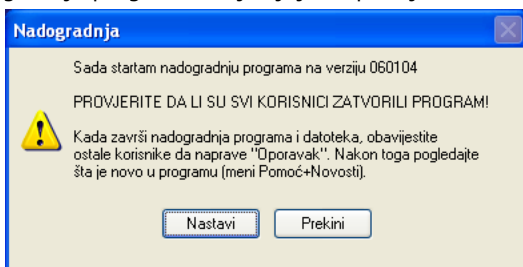 Nadogradnja
Sada startam nadogradnju programa na verziju 060104
PROVJERITE DA LI SU SVI KORISNICI ZATVORILI PROGRAM!
Kada završi nadogradnja programa i datoteka, obavijestite
ostale korisnike da naprave "Oporavak". Nakon toga pogledajte
šta je novo u programu (meni Pomoć+Novosti).
Nastavi
Prekini